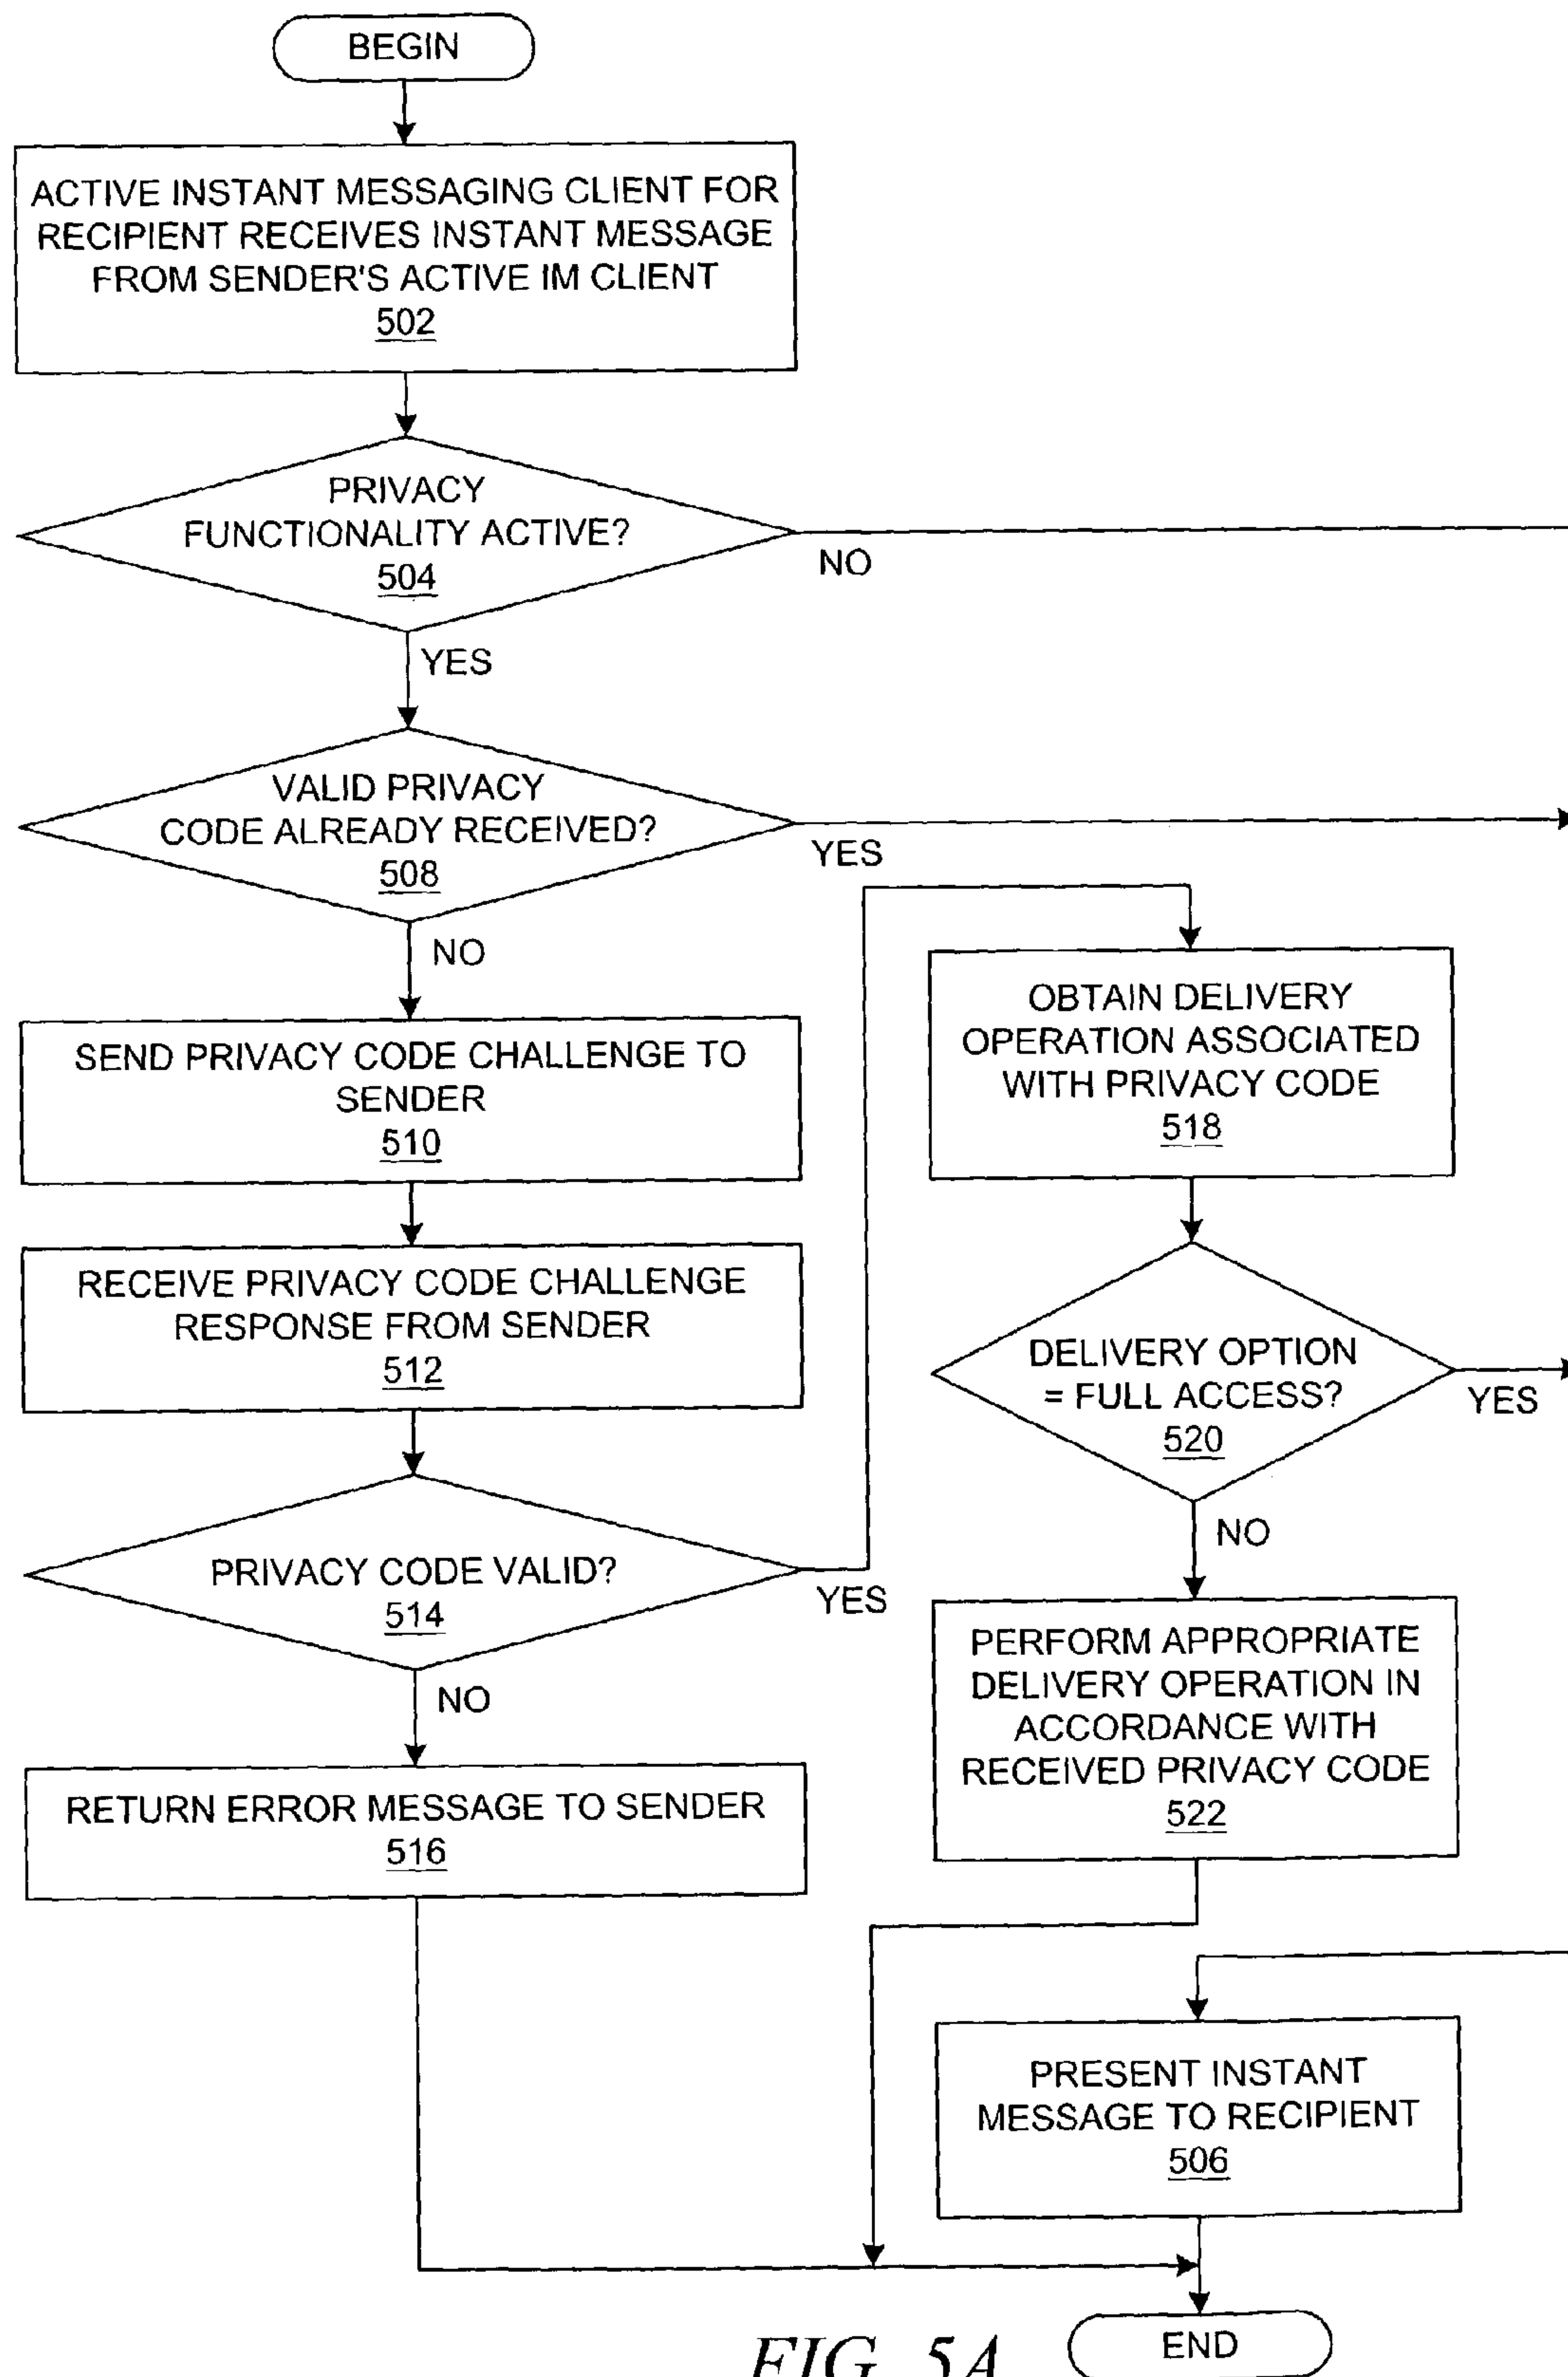 BEGIN
ACTIVE INSTANT MESSAGING CLIENT FOR
RECIPIENT RECEIVES INSTANT MESSAGE
FROM SENDER'S ACTIVE IM CLIENT
502
PRIVACY
FUNCTIONALITY ACTIVE?
504
NO
YES
VALID PRIVACY
CODE ALREADY RECEIVED?
508
YES
NO
SEND PRIVACY CODE CHALLENGE TO
SENDER
510
RECEIVE PRIVACY CODE CHALLENGE
RESPONSE FROM SENDER
512
PRIVACY CODE VALID?
514
YES
NO
RETURN ERROR MESSAGE TO SENDER
516
OBTAIN DELIVERY
OPERATION ASSOCIATED
WITH PRIVACY CODE
518
DELIVERY OPTION
= FULL ACCESS?
520
YES
NO
PERFORM APPROPRIATE
DELIVERY OPERATION IN
ACCORDANCE WITH
RECEIVED PRIVACY CODE
522
PRESENT INSTANT
MESSAGE TO RECIPIENT
506
END
FIG. 5A